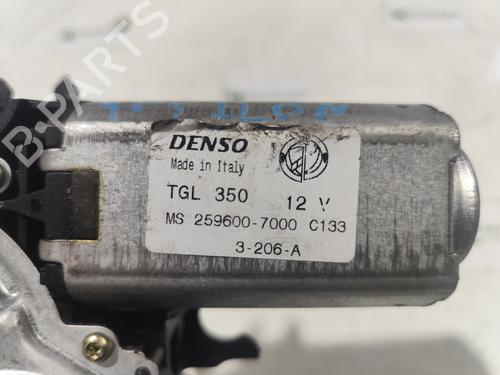 B-PARTS
DENSO
Made in Italy
TGL 350 12 V
MS 259600-7000 C133
3-206-A